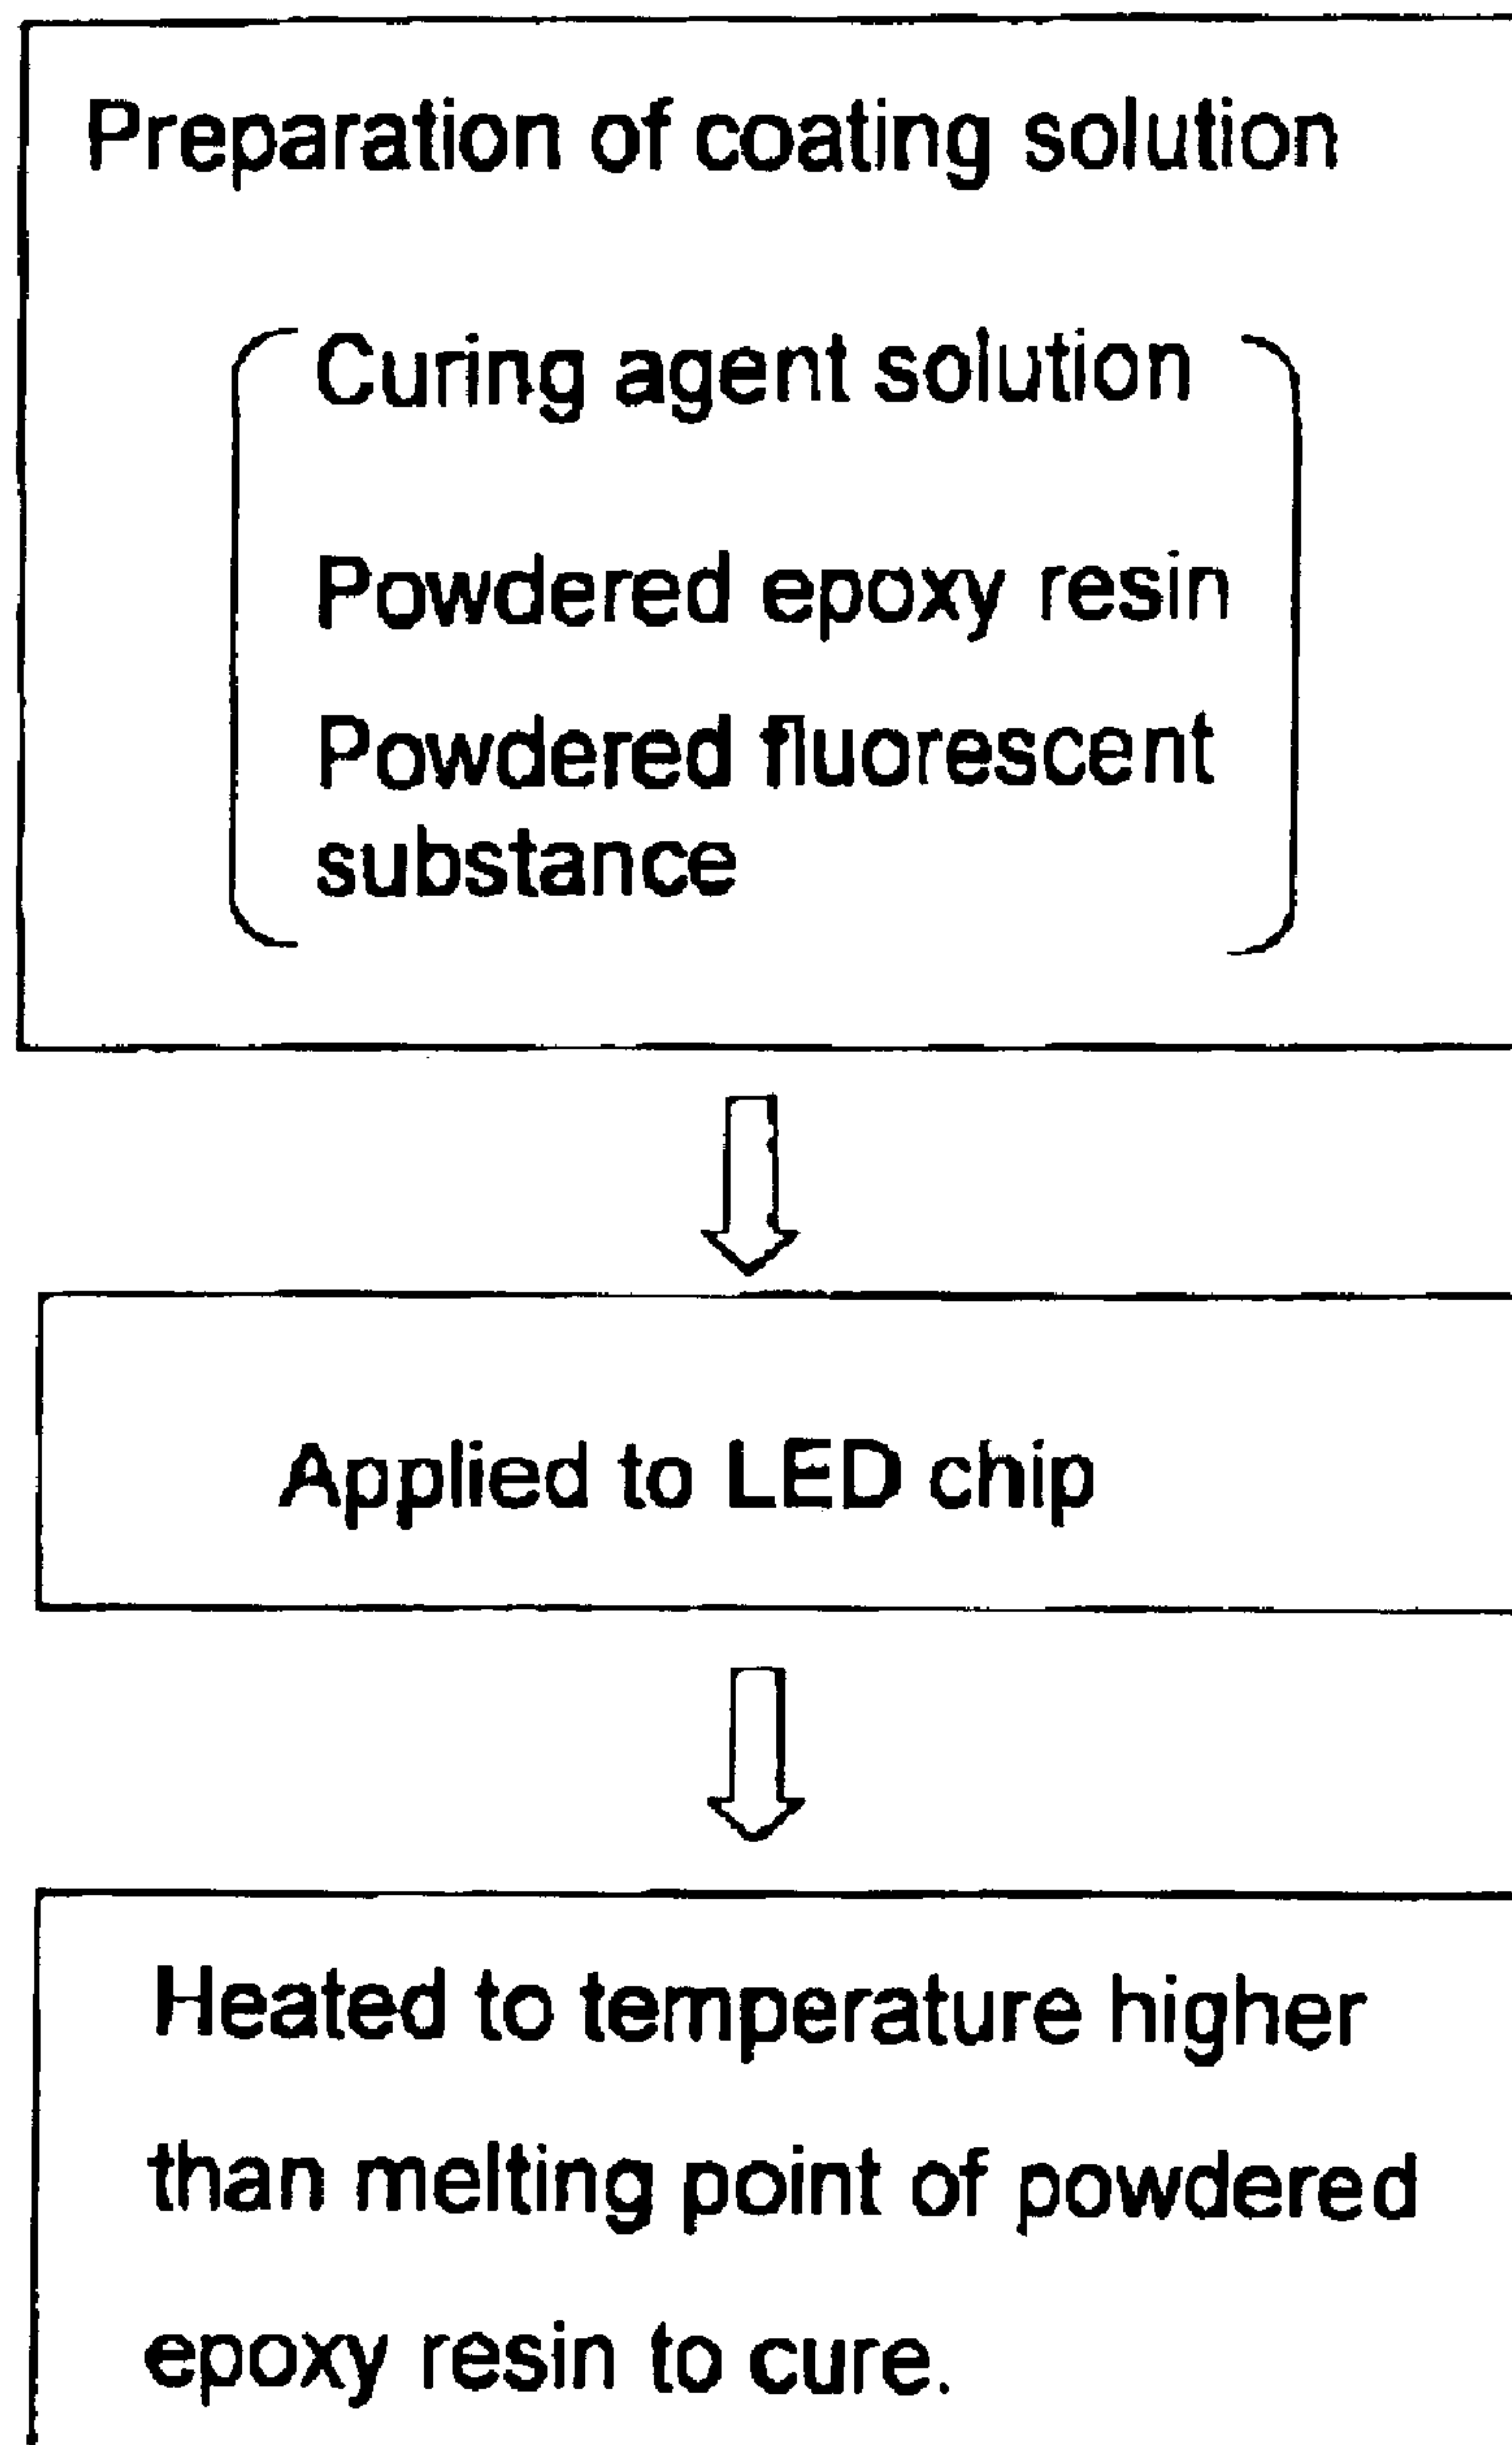 Preparation of coating solution
Curing agent solution
Powdered epoxy resin
Powdered fluorescent
substance
Applied to LED chip
Heated to temperature higher
than melting point of powdered
epoxy resin to cure.